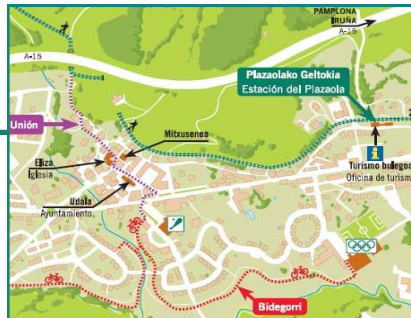 PAMPLONA
IRUÑA
A-15
A-15
Plazaolako Geltokia
Estación del Plazaola
Unión
Mitxusenea
Eliza
Iglesia
i
Turismo bulegoa
Oficina de turism
Udala
Ayuntamiento
Bidegorri